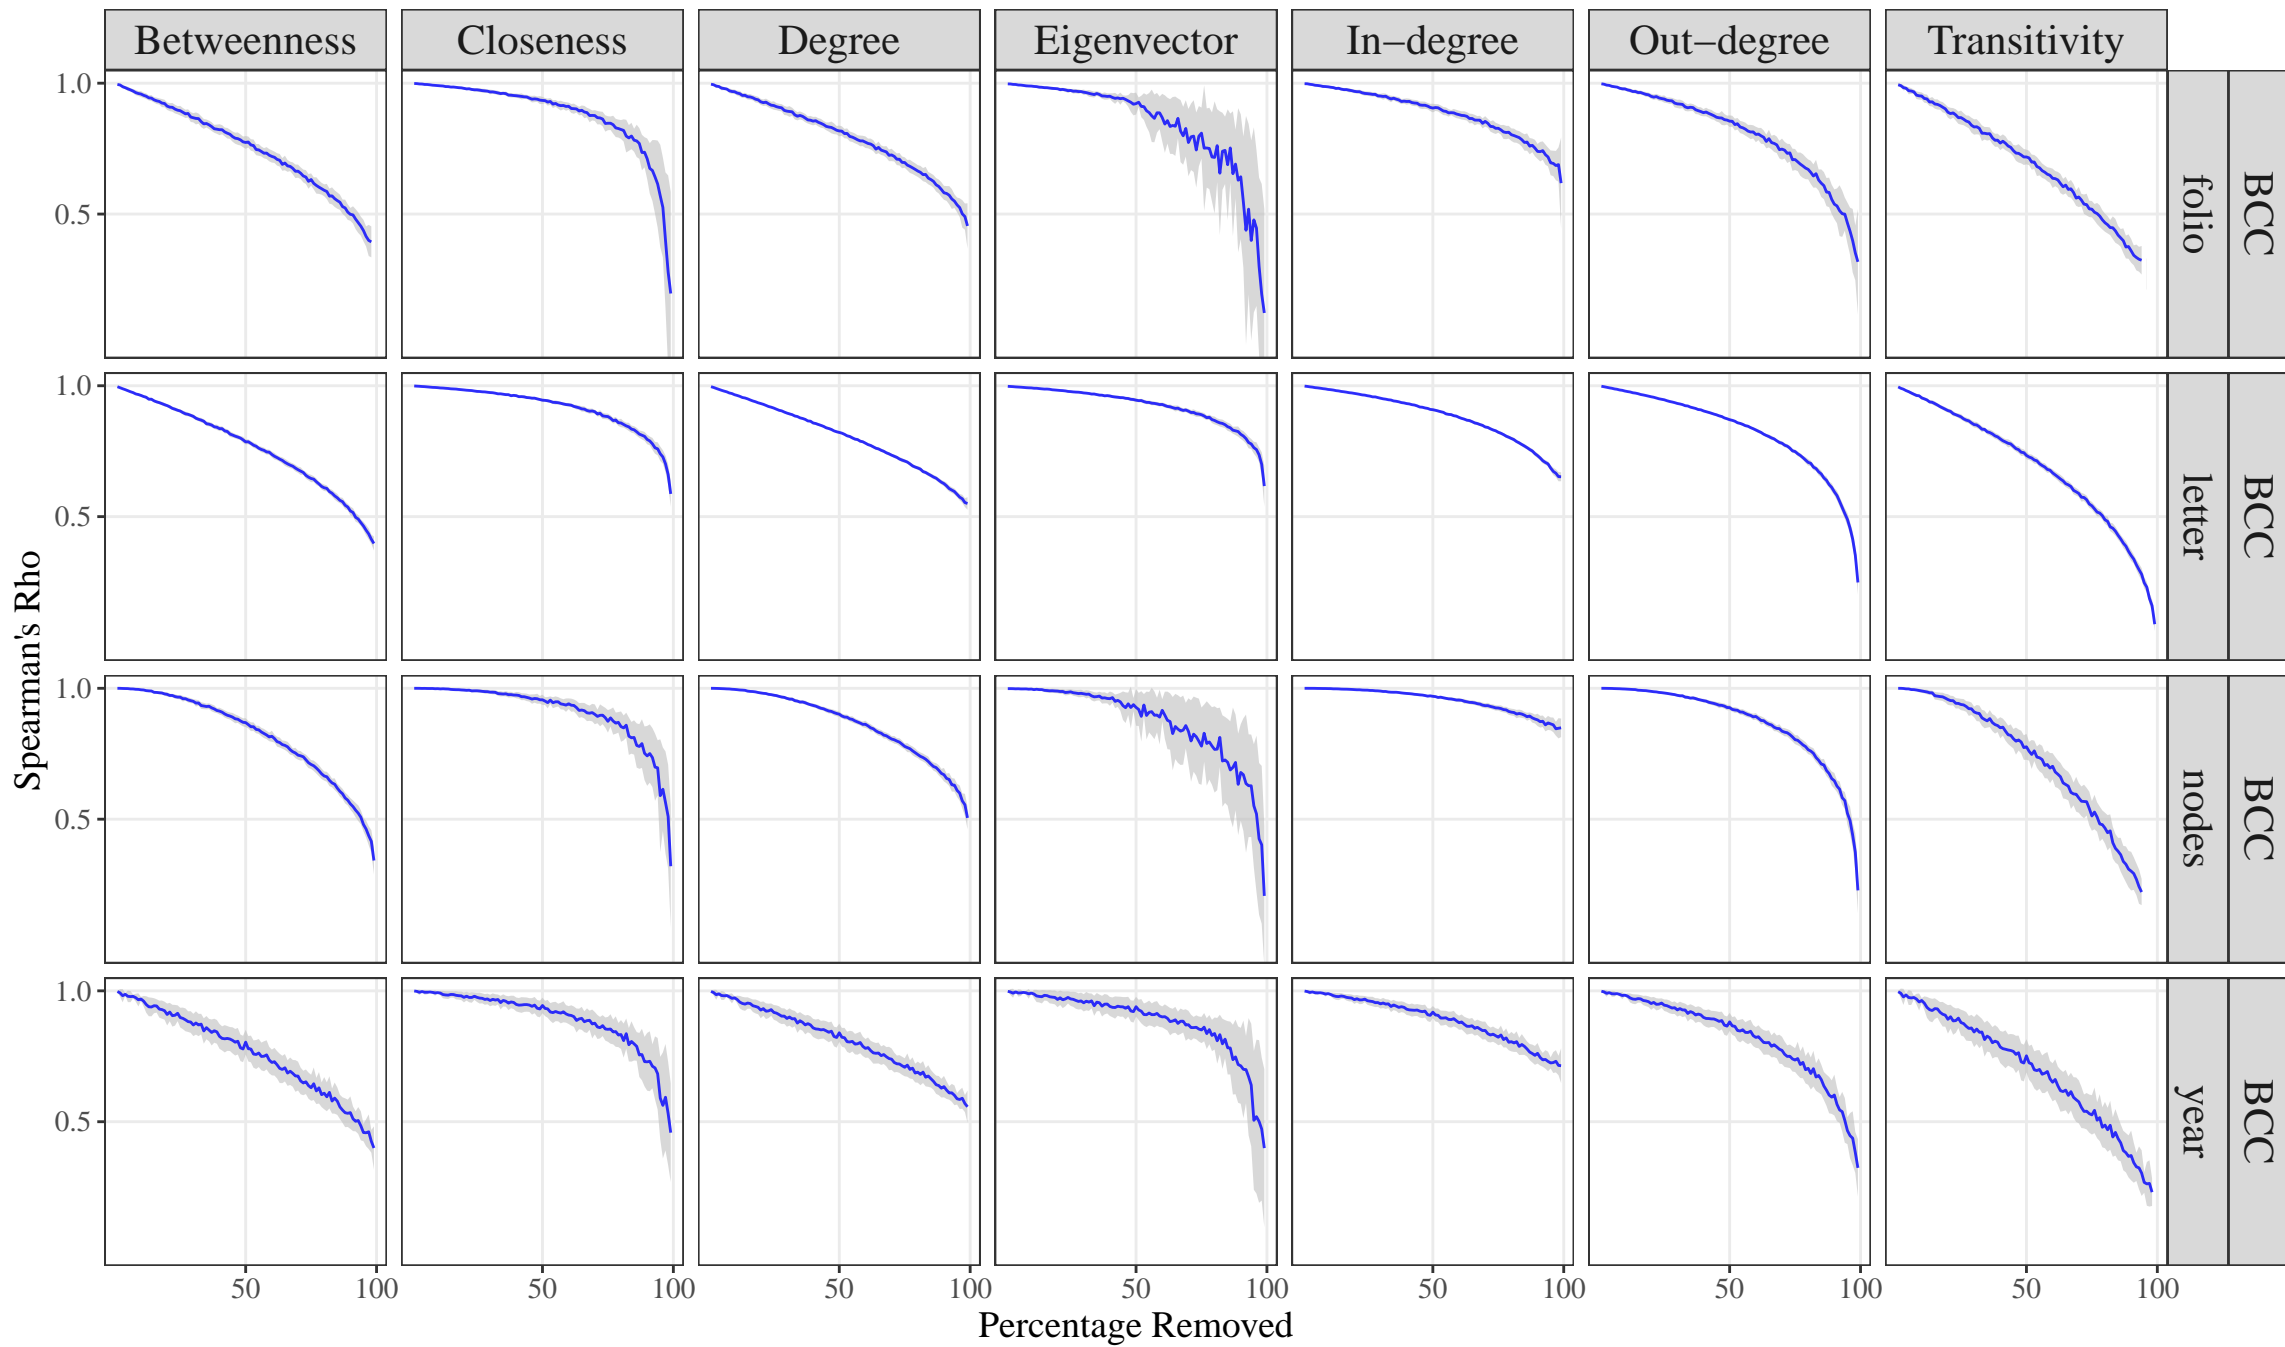 Betweenness Closeness Degree Eigenvector In−degree Out−degree Transitivity
1.0
0.5
folio
BCC
1.0
0.5
letter
BCC
1.0
0.5
nodes
BCC
1.0
0.5
year
BCC
Spearman's Rho
50 100 50 100 50 100 50 100 50 100 50 100 50 100
Percentage Removed